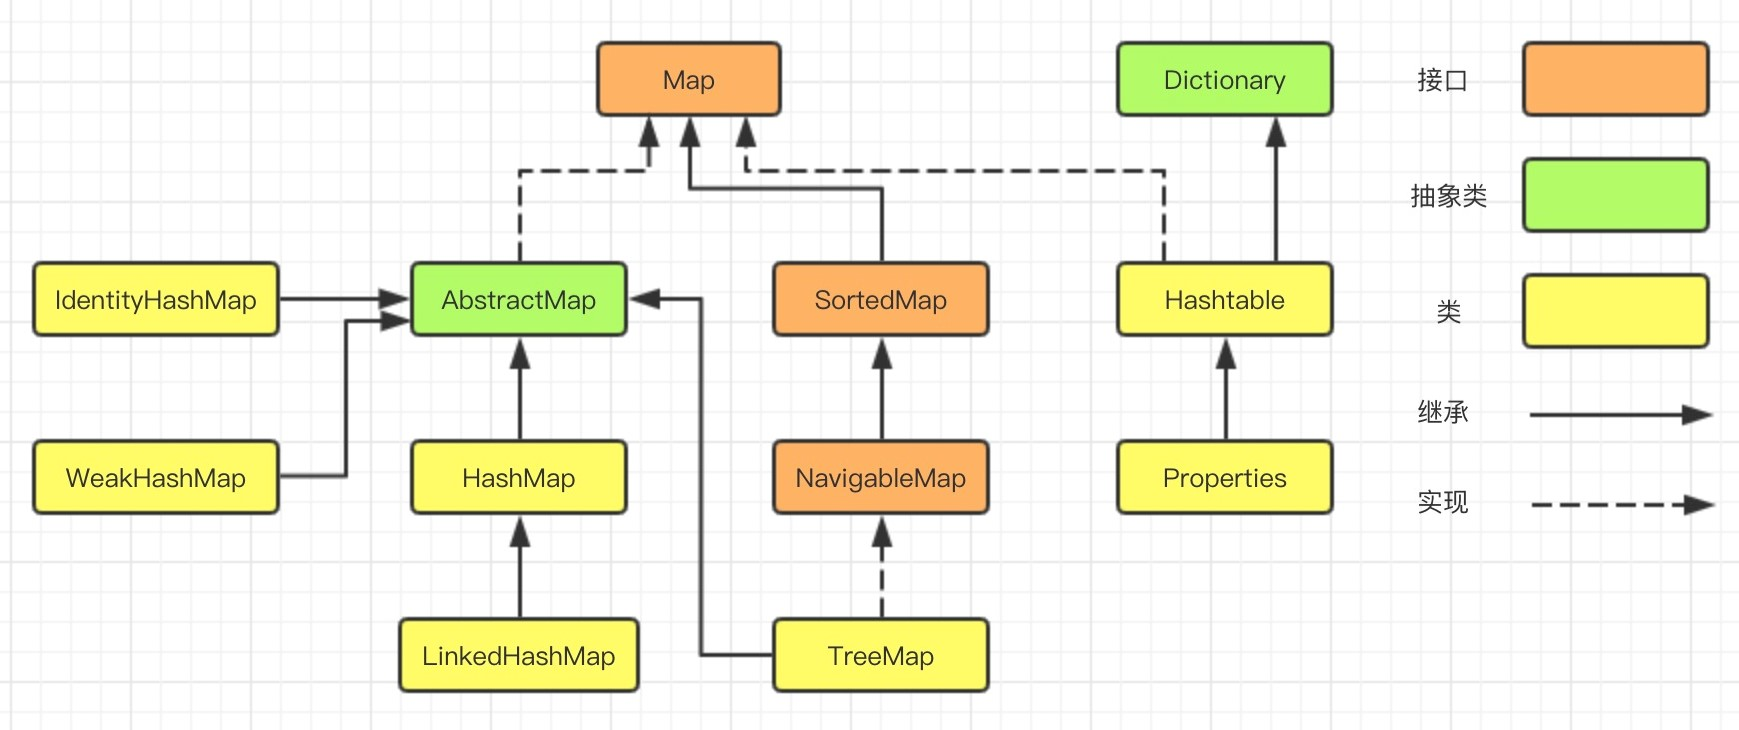 Map
Dictionary
接口
抽象类
IdentityHashMap
AbstractMap
SortedMap
Hashtable
类
继承
WeakHashMap
HashMap
NavigableMap
Properties
实现
LinkedHashMap
TreeMap